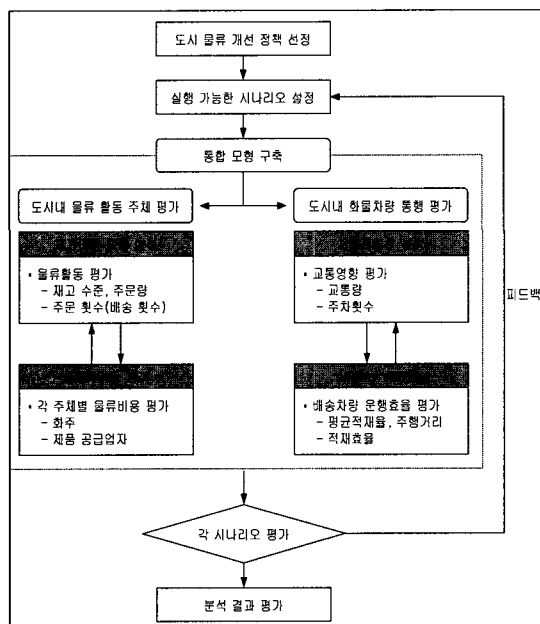 도시 물류 개선 정책 선정
실행 가능한 시나리오 설정
통합 모형 구축
도시내 물류 활동 주체 평가
도시내 화물차량 통행 평가
• 물류활동 평가
– 재고 수준, 주문량
– 주문 횟수(배송 횟수)
• 교통영향 평가
– 교통량
– 주차횟수
피드백
• 각 주체별 물류비용 평가
– 화주
– 제품 공급업자
• 배송차량 운행효율 평가
– 평균적재율, 주행거리
– 적재효율
각 시나리오 평가
분석 결과 평가